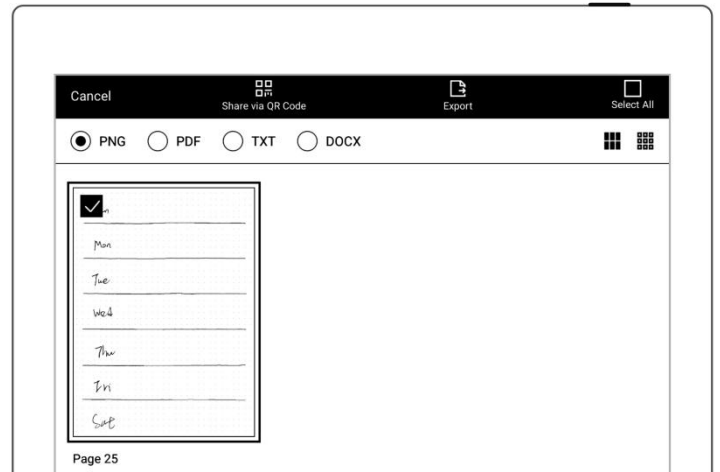 Cancel
Share via QR Code
Export
Select All
PNG
PDF
TXT
DOCX
Mon
Tue
Wed
Thu
Fri
Sat
Page 25